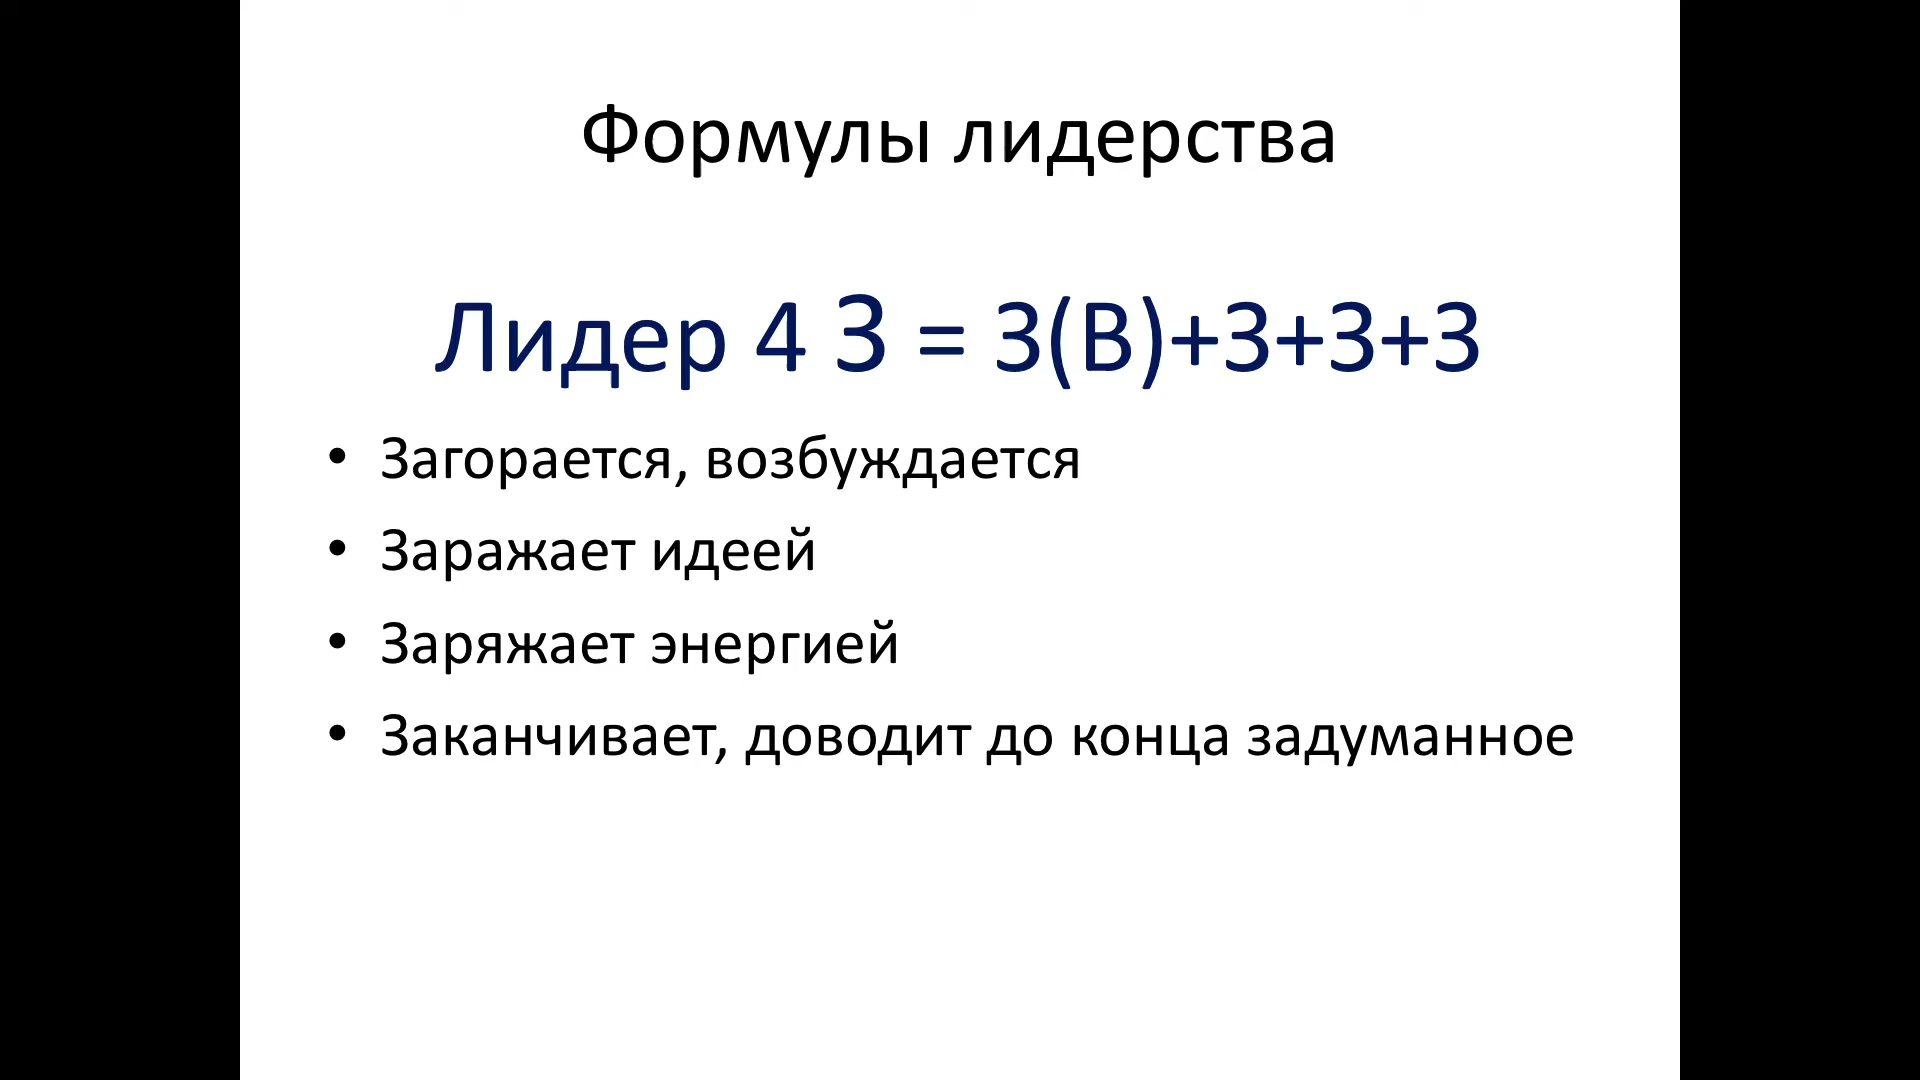 Формулы лидерства
Лидер 4 З = З(В)+З+З+З
• Загорается, возбуждается
• Заражает идеей
• Заряжает энергией
• Заканчивает, доводит до конца задуманное